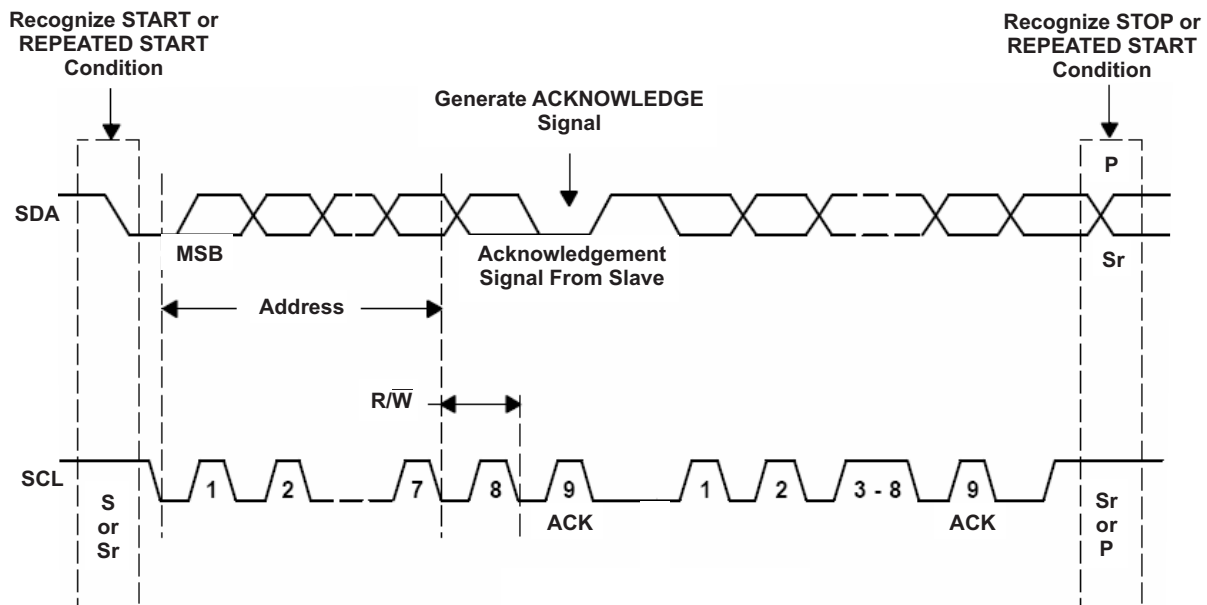 Recognize START or
REPEATED START
Condition
Recognize STOP or
REPEATED START
Condition
Generate ACKNOWLEDGE
Signal
P
SDA
MSB
Acknowledgement
Signal From Slave
Sr
Address
R/W̅
SCL
1
2
7
8
9
1
2
3 - 8
9
S
or
Sr
ACK
ACK
Sr
or
P